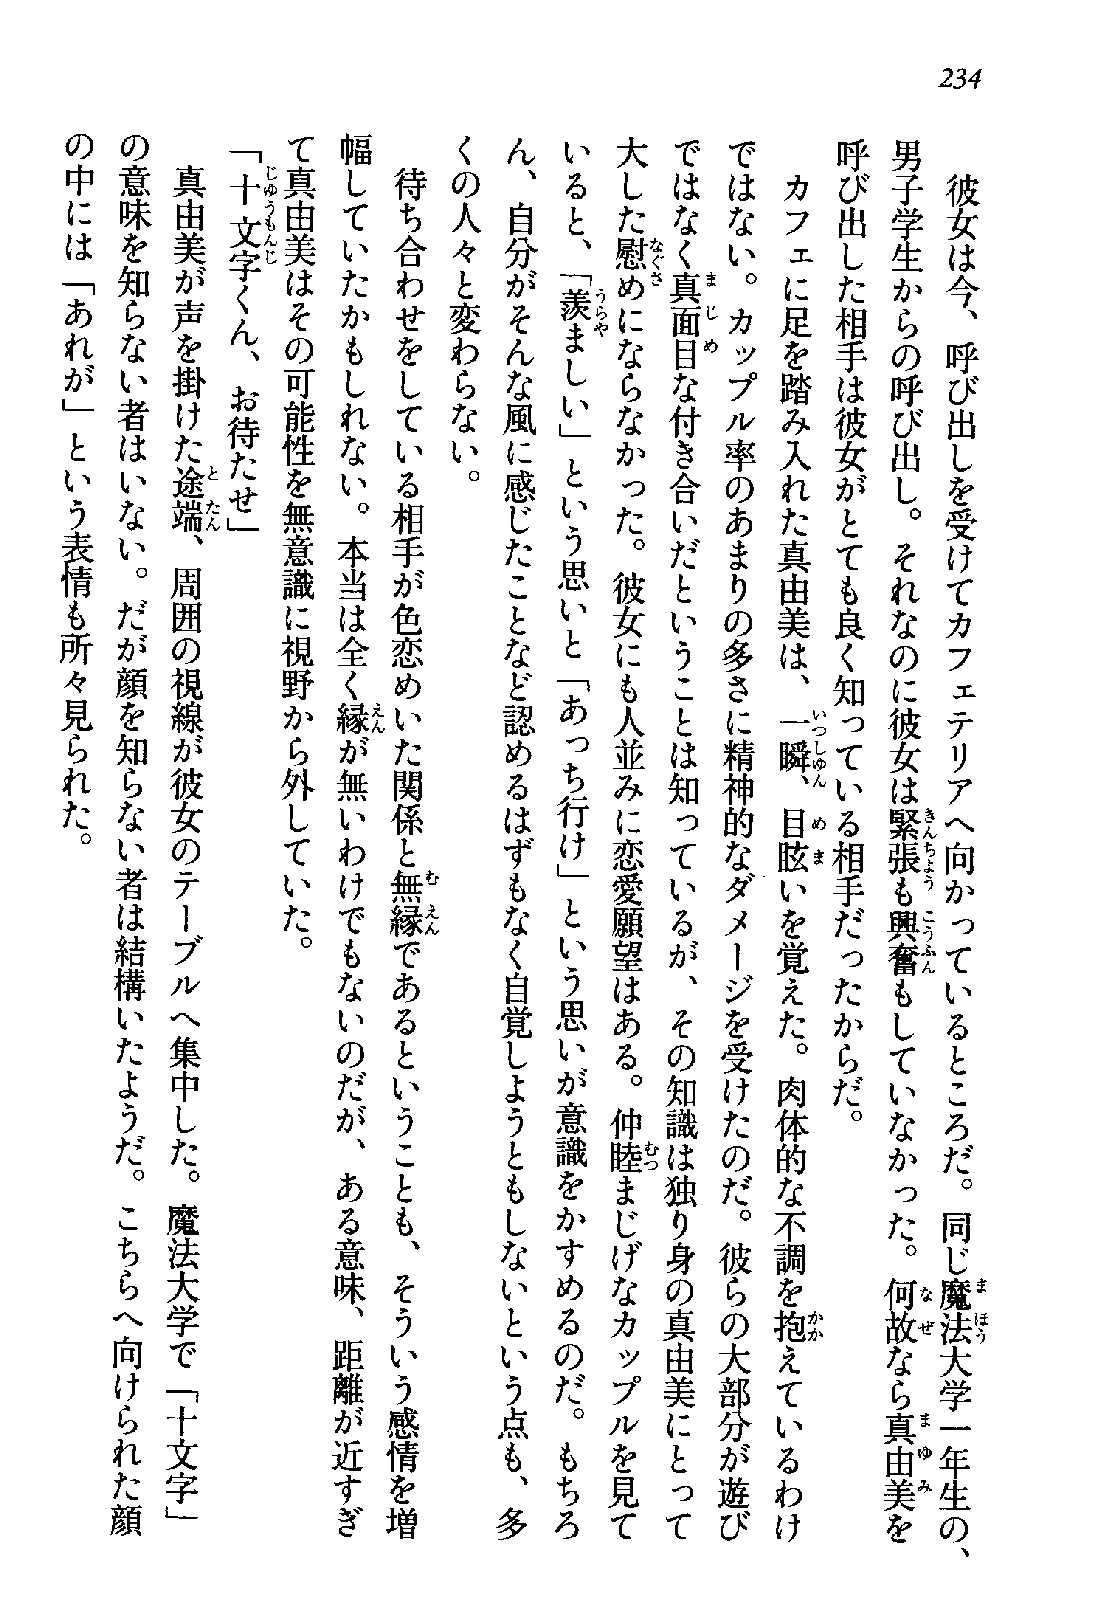 234
　彼女は今、呼び出しを受けてカフェテリアへ向かっているところだ。同じ魔法大学一年生の、
男子学生からの呼び出し。それなのに彼女は緊張も興奮もしていなかった。何故なら真由美を
呼び出した相手は彼女がとても良く知っている相手だったからだ。
　カフェに足を踏み入れた真由美は、一瞬、目眩いを覚えた。肉体的な不調を抱えているわけ
ではない。カップル率のあまりの多さに精神的なダメージを受けたのだ。彼らの大部分が遊び
ではなく真面目な付き合いだということは知っているが、その知識は独り身の真由美にとって
大した慰めにならなかった。彼女にも人並みに恋愛願望はある。仲睦まじげなカップルを見て
いると、「羨ましい」という思いと「あっち行け」という思いが意識をかすめるのだ。もちろ
ん、自分がそんな風に感じたことなど認めるはずもなく自覚しようともしないという点も、多
くの人々と変わらない。
　待ち合わせをしている相手が色恋めいた関係と無縁であるということも、そういう感情を増
幅していたかもしれない。本当は全く縁が無いわけでもないのだが、ある意味、距離が近すぎ
て真由美はその可能性を無意識に視野から外していた。
「十文字くん、お待たせ」
　真由美が声を掛けた途端、周囲の視線が彼女のテーブルへ集中した。魔法大学で「十文字」
の意味を知らない者はいない。だが顔を知らない者は結構いたようだ。こちらへ向けられた顔
の中には「あれが」という表情も所々見られた。